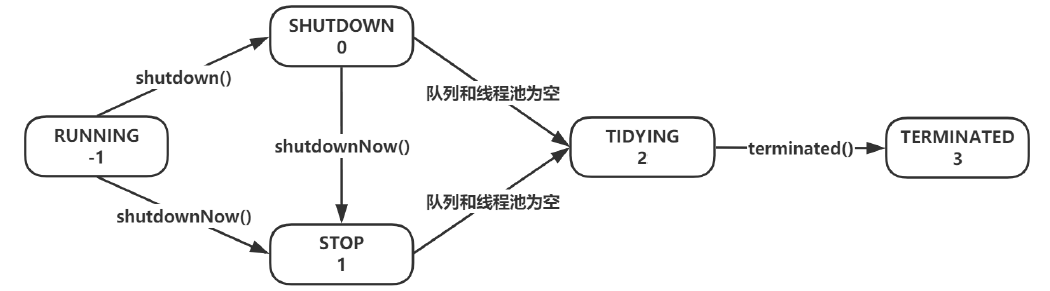 SHUTDOWN
0
shutdown()
队列和线程池为空
RUNNING
-1
shutdownNow()
TIDYING
2
terminated()
TERMINATED
3
shutdownNow()
队列和线程池为空
STOP
1